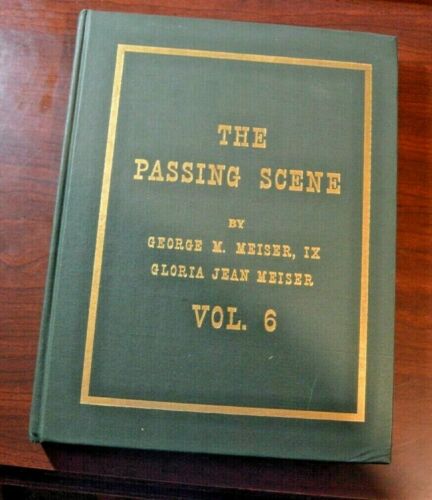 THE
PASSING SCENE
BY
GEORGE M. MEISER, IX
GLORIA JEAN MEISER
VOL. 6